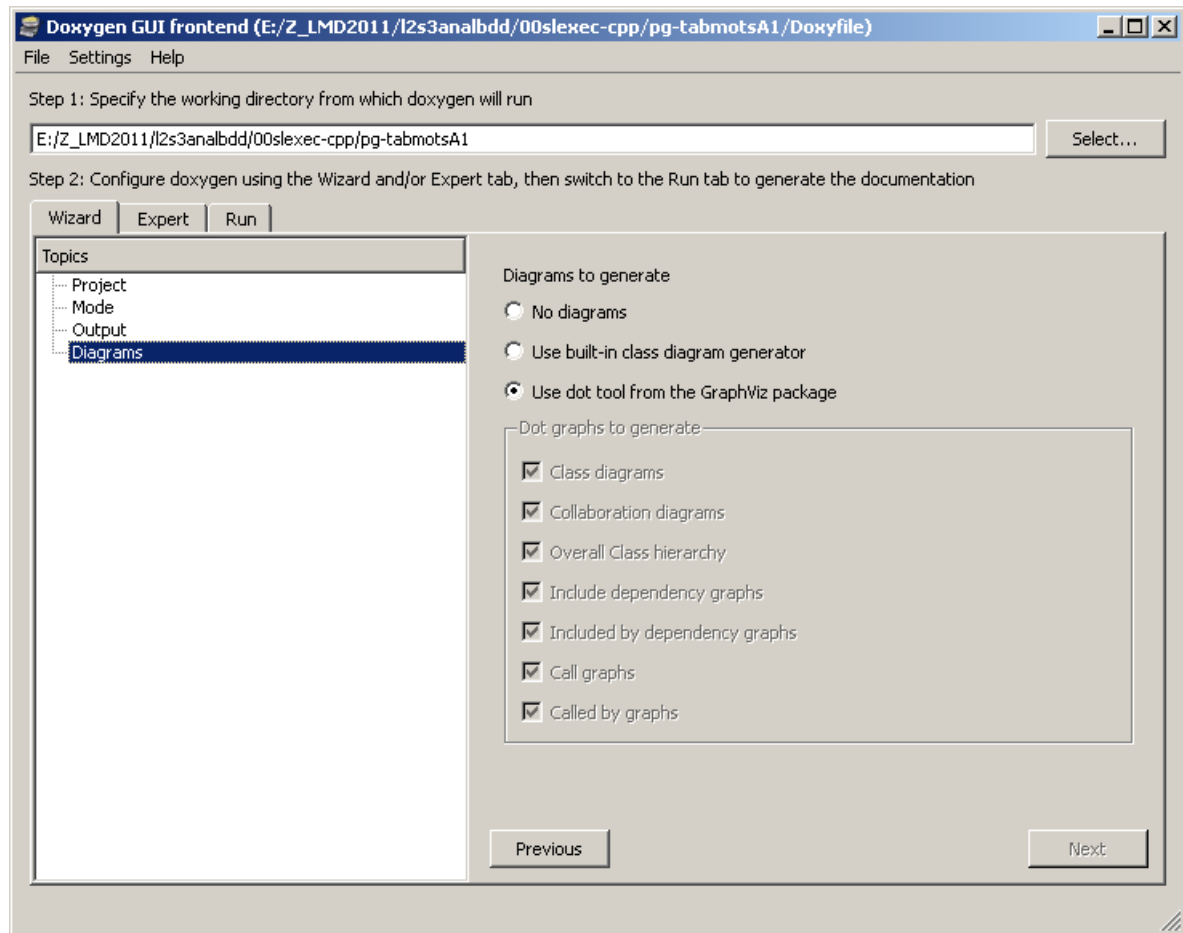 Doxygen GUI frontend (E:/Z_LMD2011/l2s3analbdd/00slexec-cpp/pg-tabmotsA1/Doxyfile)
File Settings Help
Step 1: Specify the working directory from which doxygen will run
E:/Z_LMD2011/l2s3analbdd/00slexec-cpp/pg-tabmotsA1
Select...
Step 2: Configure doxygen using the Wizard and/or Expert tab, then switch to the Run tab to generate the documentation
Wizard Expert Run
Topics
Project
Mode
Output
Diagrams
Diagrams to generate
No diagrams
Use built-in class diagram generator
Use dot tool from the GraphViz package
Dot graphs to generate
Class diagrams
Collaboration diagrams
Overall Class hierarchy
Include dependency graphs
Included by dependency graphs
Call graphs
Called by graphs
Previous
Next